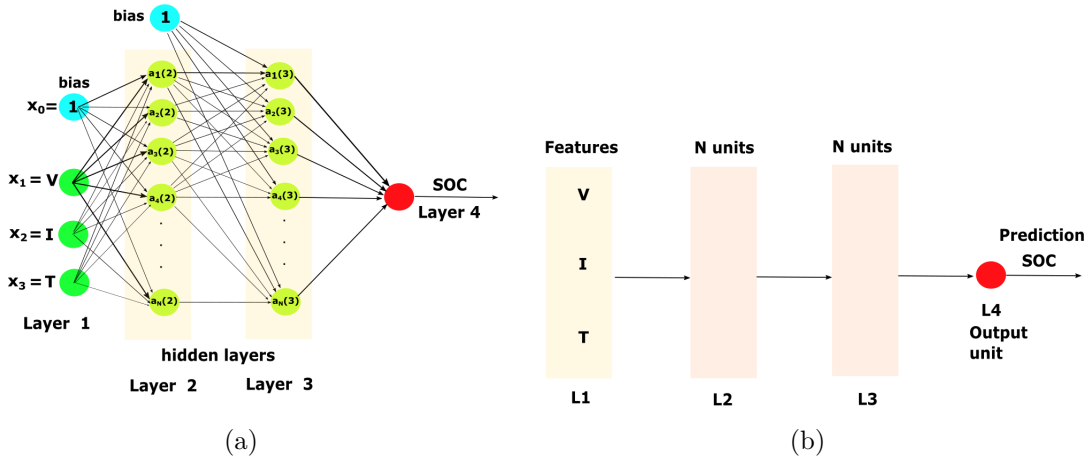 bias 1
bias
x₀= 1
x₁ = V
x₂ = I
x₃ = T
Layer 1
a₁(2)
a₂(2)
a₃(2)
a₄(2)
.
.
.
aN(2)
a₁(3)
a₂(3)
a₃(3)
a₄(3)
.
.
.
aN(3)
hidden layers
Layer 2
Layer 3
SOC
Layer 4
(a)
Features
N units
N units
V
I
T
L1
L2
L3
Prediction
SOC
L4
Output
unit
(b)